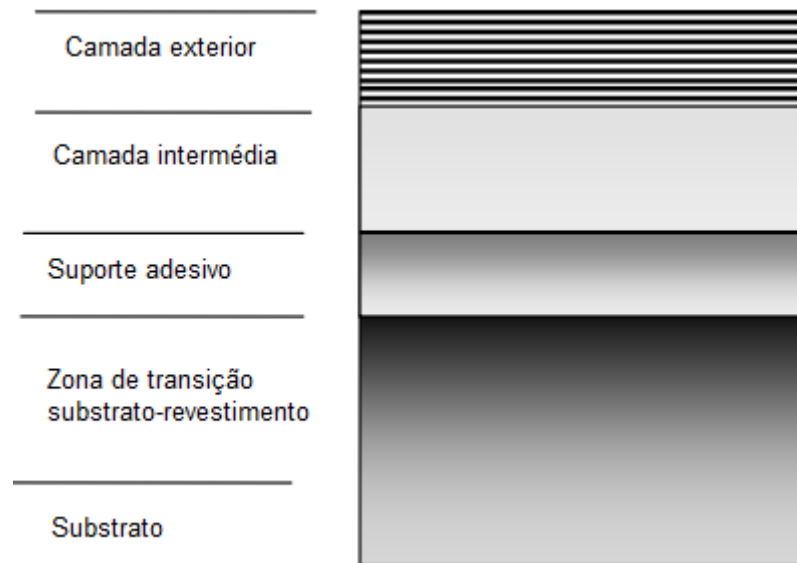 Camada exterior
Camada intermédia
Suporte adesivo
Zona de transição
substrato-revestimento
Substrato